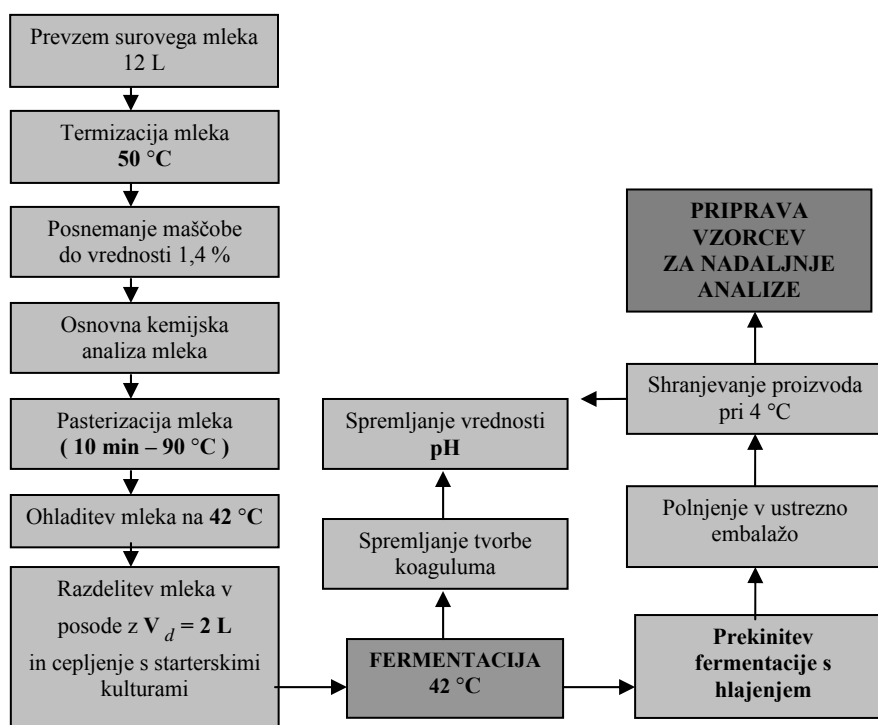 Prevzem surovega mleka
12 L
Termizacija mleka
50 °C
Posnemanje maščobe
do vrednosti 1,4 %
Osnovna kemijska
analiza mleka
Pasterizacija mleka
( 10 min – 90 °C )
Ohladitev mleka na 42 °C
Razdelitev mleka v
posode z V d = 2 L
in cepljenje s starterskimi
kulturami
FERMENTACIJA
42 °C
Spremljanje tvorbe
koaguluma
Spremljanje vrednosti
pH
Prekinitev
fermentacije s
hlajenjem
Polnjenje v ustrezno
embalažo
Shranjevanje proizvoda
pri 4 °C
PRIPRAVA
VZORCEV
ZA NADALJNJE
ANALIZE